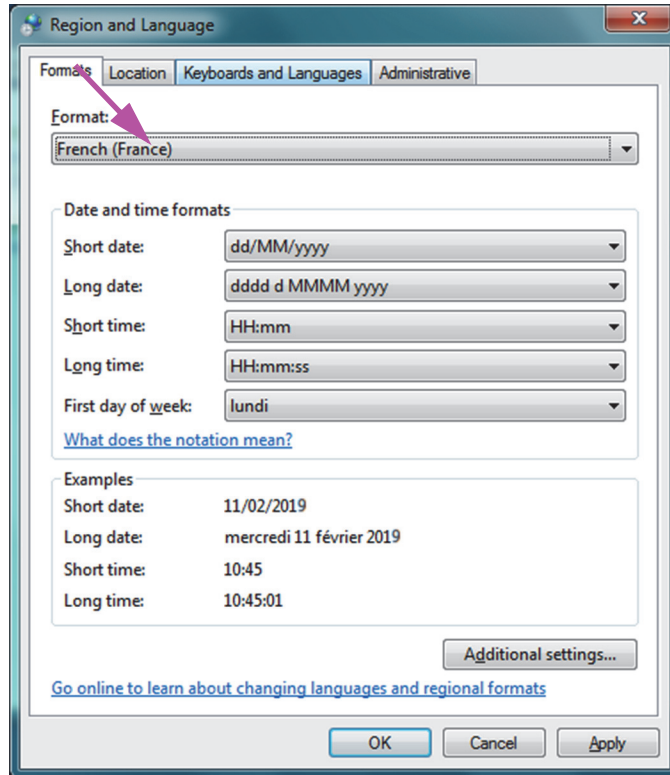 Region and Language
Formats Location Keyboards and Languages Administrative
Format:
French (France)
Date and time formats
Short date: dd/MM/yyyy
Long date: dddd d MMMM yyyy
Short time: HH:mm
Long time: HH:mm:ss
First day of week: lundi
What does the notation mean?
Examples
Short date: 11/02/2019
Long date: mercredi 11 février 2019
Short time: 10:45
Long time: 10:45:01
Additional settings...
Go online to learn about changing languages and regional formats
OK Cancel Apply